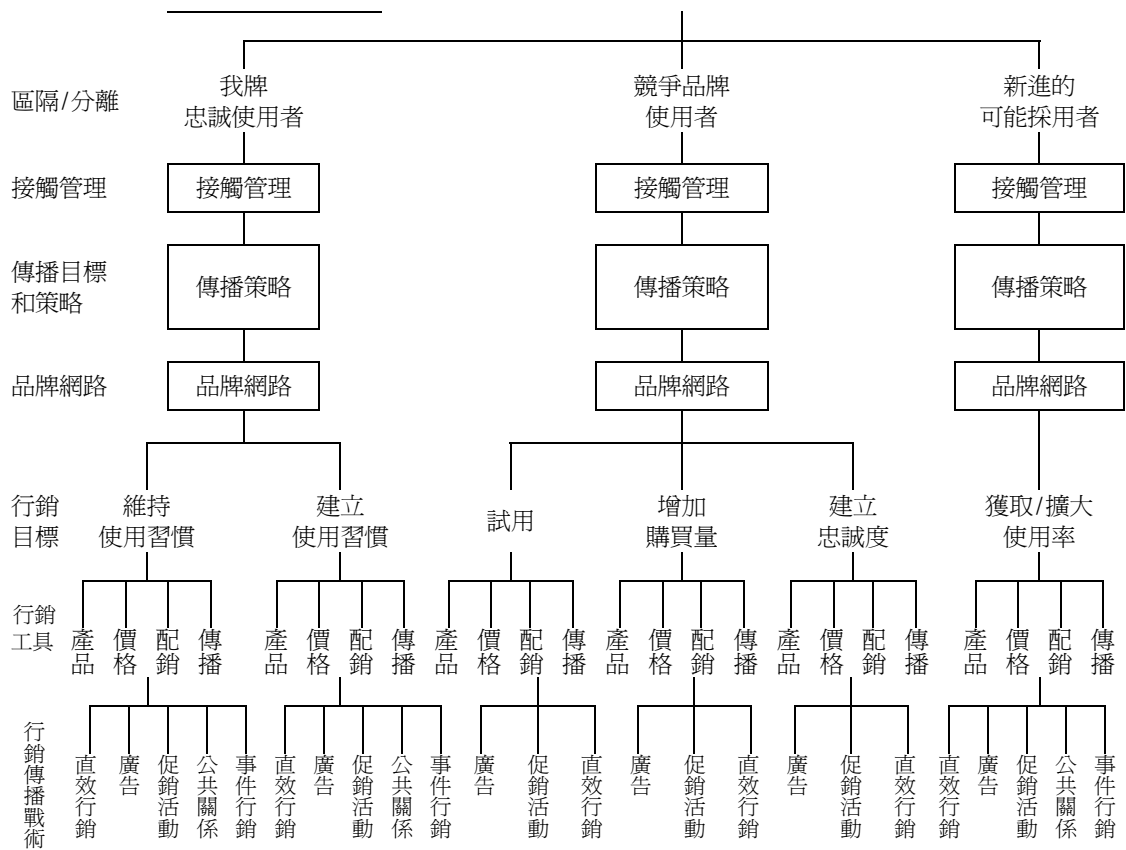 區隔/分離
我牌
忠誠使用者
競爭品牌
使用者
新進的
可能採用者
接觸管理
接觸管理
接觸管理
接觸管理
傳播目標
和策略
傳播策略
傳播策略
傳播策略
品牌網路
品牌網路
品牌網路
品牌網路
行銷
目標
維持
使用習慣
建立
使用習慣
試用
增加
購買量
建立
忠誠度
獲取/擴大
使用率
行銷
工具
產品
價格
配銷
傳播
產品
價格
配銷
傳播
產品
價格
配銷
傳播
產品
價格
配銷
傳播
產品
價格
配銷
傳播
產品
價格
配銷
傳播
行銷傳播戰術
直效行銷
廣告
促銷活動
公共關係
事件行銷
直效行銷
廣告
促銷活動
公共關係
事件行銷
廣告
促銷活動
直效行銷
廣告
促銷活動
直效行銷
廣告
促銷活動
直效行銷
直效行銷
廣告
促銷活動
公共關係
事件行銷